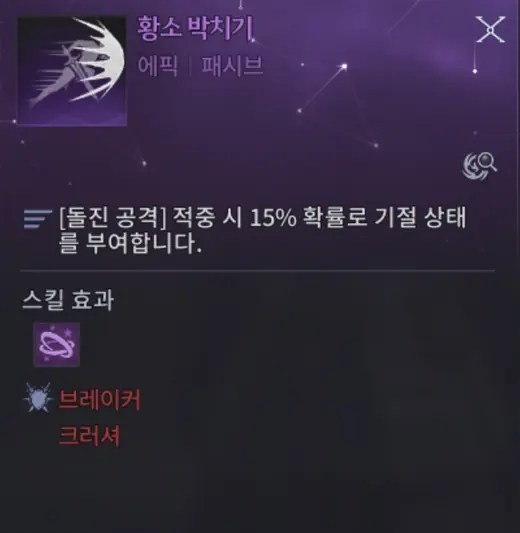 황소 박치기
에픽 | 패시브
[돌진 공격] 적중 시 15% 확률로 기절 상태
를 부여합니다.
스킬 효과
브레이커
크러셔